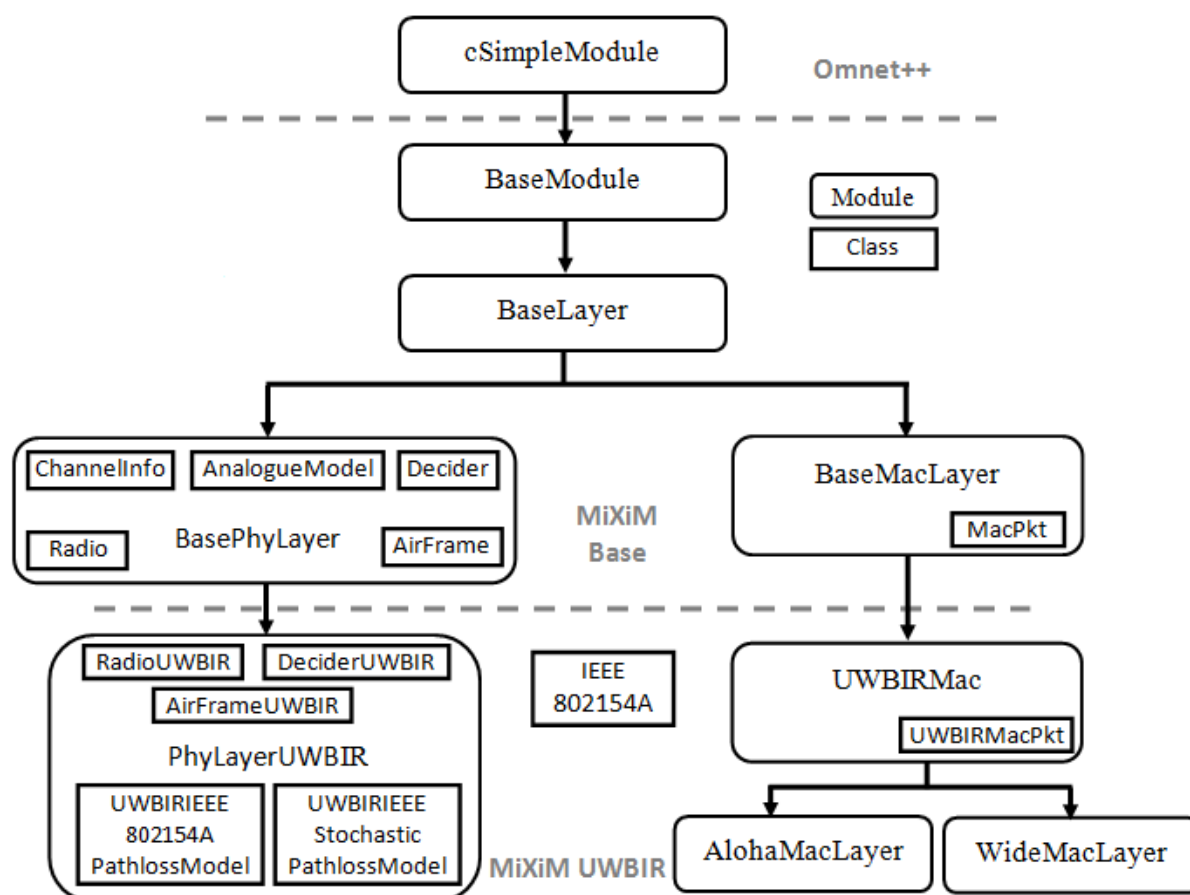 cSimpleModule
Omnet++
BaseModule
Module
Class
BaseLayer
ChannelInfo
AnalogueModel
Decider
BaseMacLayer
MiXiM
Base
MacPkt
Radio
BasePhyLayer
AirFrame
RadioUWBIR
DeciderUWBIR
AirFrameUWBIR
PhyLayerUWBIR
UWBIRIEEE
802154A
PathlossModel
UWBIRIEEE
Stochastic
PathlossModel
IEEE
802154A
UWBIRMac
UWBIRMacPkt
MiXiM UWBIR
AlohaMacLayer
WideMacLayer